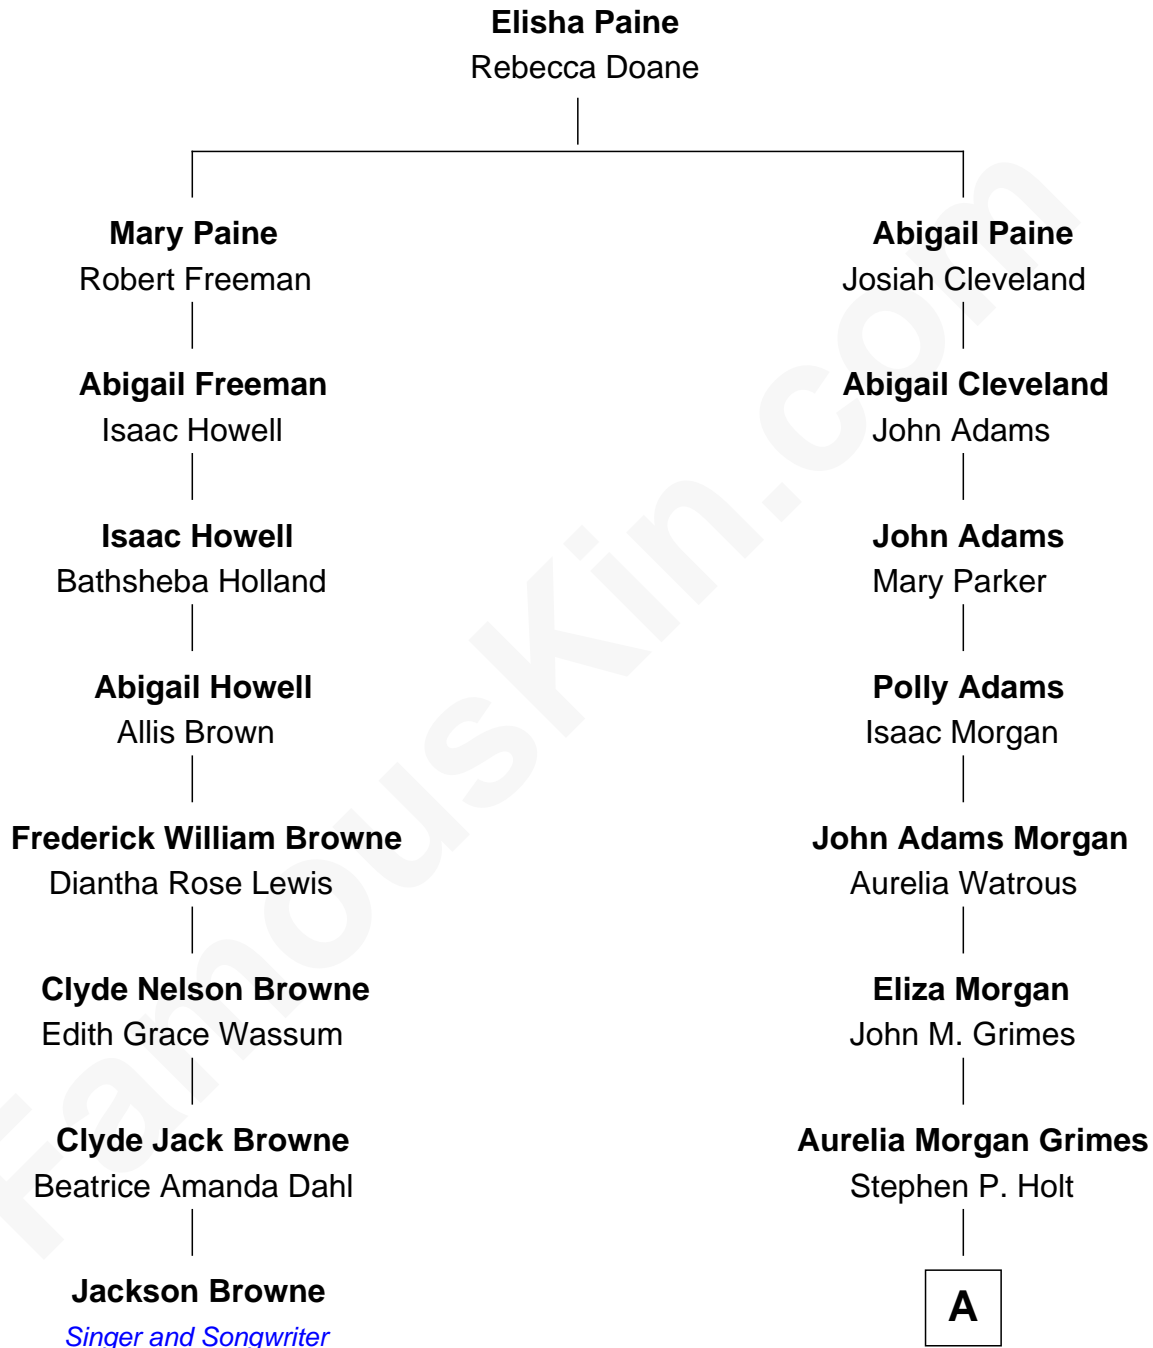 Elisha Paine
Rebecca Doane
Mary Paine
Robert Freeman
Abigail Freeman
Isaac Howell
Isaac Howell
Bathsheba Holland
Abigail Howell
Allis Brown
Frederick William Browne
Diantha Rose Lewis
Clyde Nelson Browne
Edith Grace Wassum
Clyde Jack Browne
Beatrice Amanda Dahl
Jackson Browne
Singer and Songwriter
Abigail Paine
Josiah Cleveland
Abigail Cleveland
John Adams
John Adams
Mary Parker
Polly Adams
Isaac Morgan
John Adams Morgan
Aurelia Watrous
Eliza Morgan
John M. Grimes
Aurelia Morgan Grimes
Stephen P. Holt
A
FamousKin.com